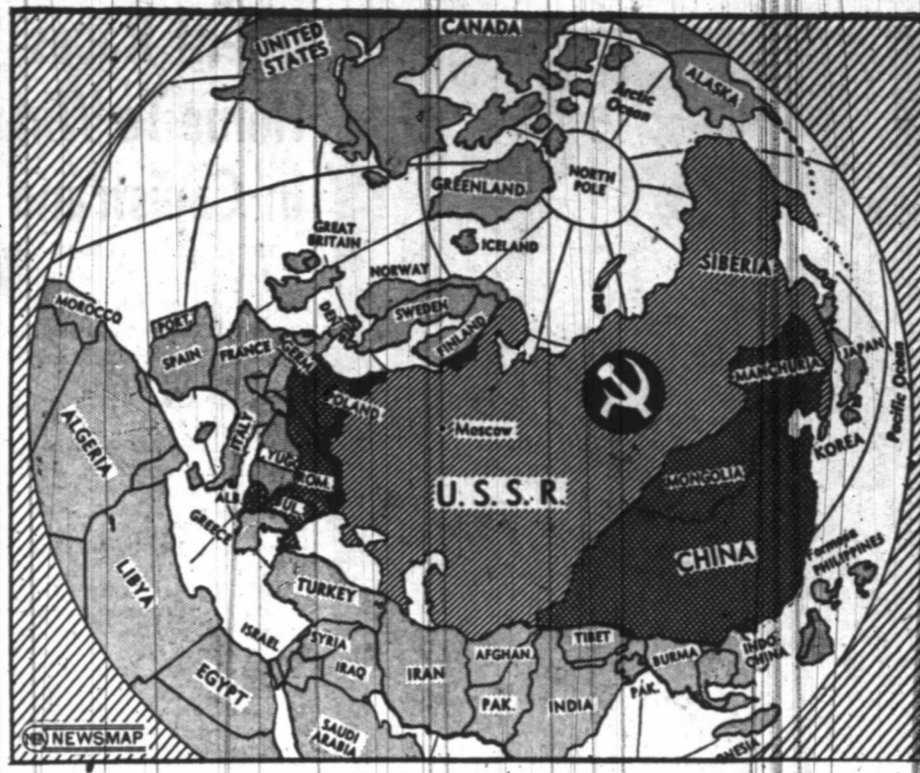 UNITED
STATES
CANADA
ALASKA
Arctic
Ocean
NORTH
POLE
GREENLAND
ICELAND
GREAT
BRITAIN
NORWAY
SWEDEN
FINLAND
SIBERIA
MOROCCO
PORT.
SPAIN
FRANCE
GERM.
POLAND
MANCHURIA
JAPAN
Pacific Ocean
KOREA
Moscow
ALGERIA
ITALY
YUGO.
ROM.
U. S. S. R.
MONGOLIA
ALB.
GREECE
CHINA
Formosa
PHILIPPINES
LIBYA
TURKEY
ISRAEL
SYRIA
IRAQ
IRAN
AFGHAN.
TIBET
BURMA
INDO-
CHINA
EGYPT
PAK.
INDIA
PAK.
SAUDI
ARABIA
NEA NEWSMAP